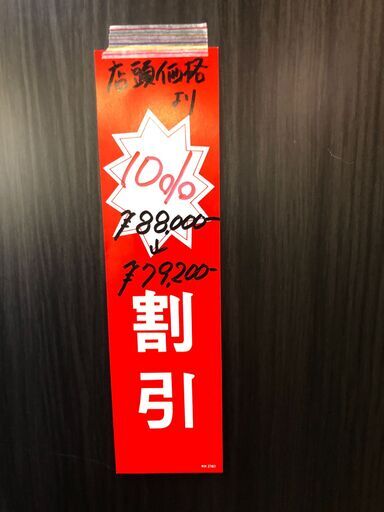 店頭価格
より
10%
¥88,000-
↓
¥79,200-
割引